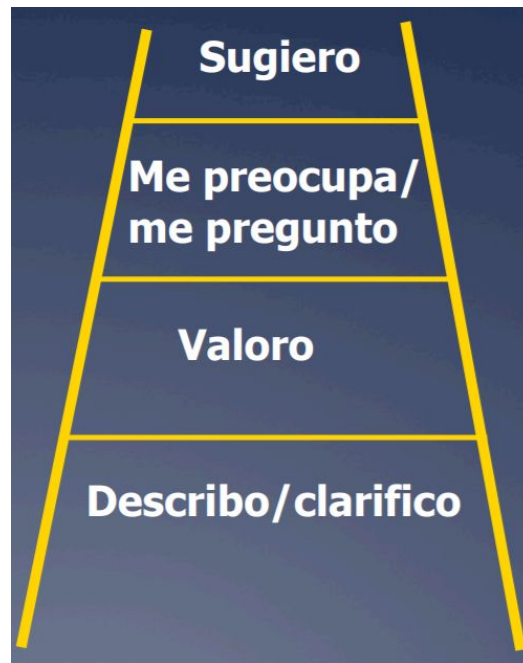 Sugiero
Me preocupa/
me pregunto
Valoro
Describo/clarifico